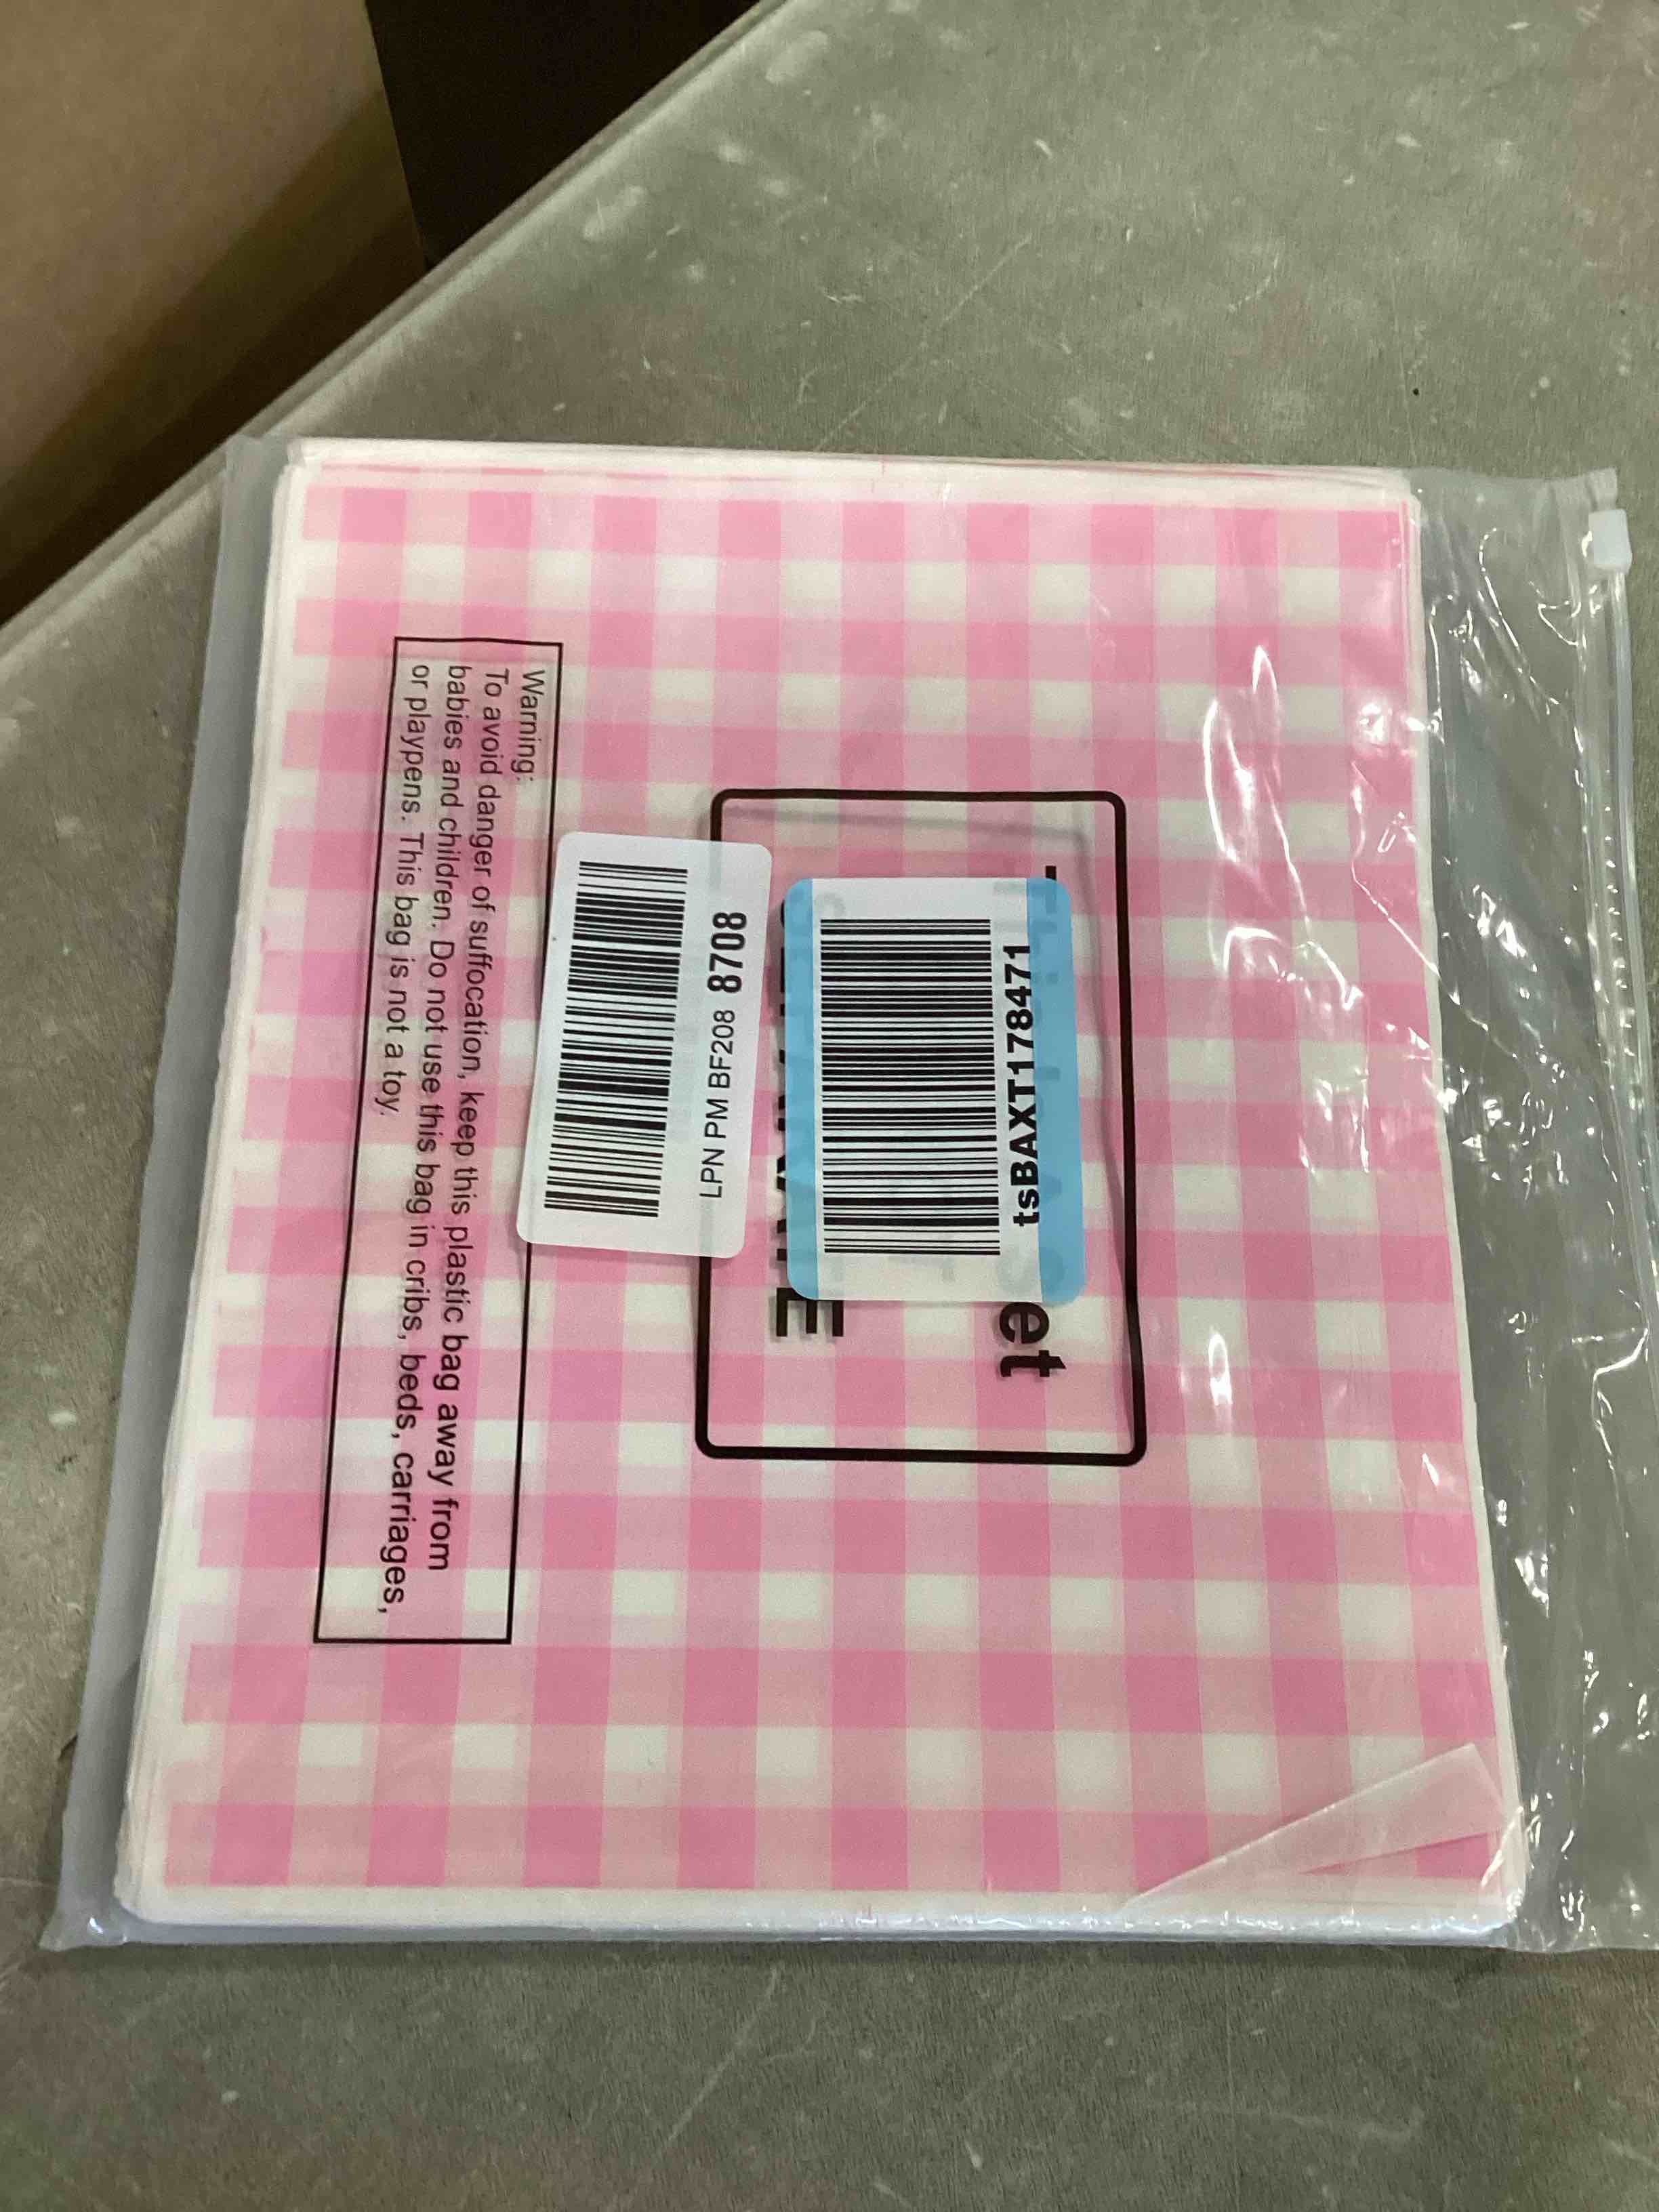 et
E
tsBAXT178471
LPN PM BF208 8708
Warning:
To avoid danger of suffocation, keep this plastic bag away from
babies and children. Do not use this bag in cribs, beds, carriages,
or playpens. This bag is not a toy.